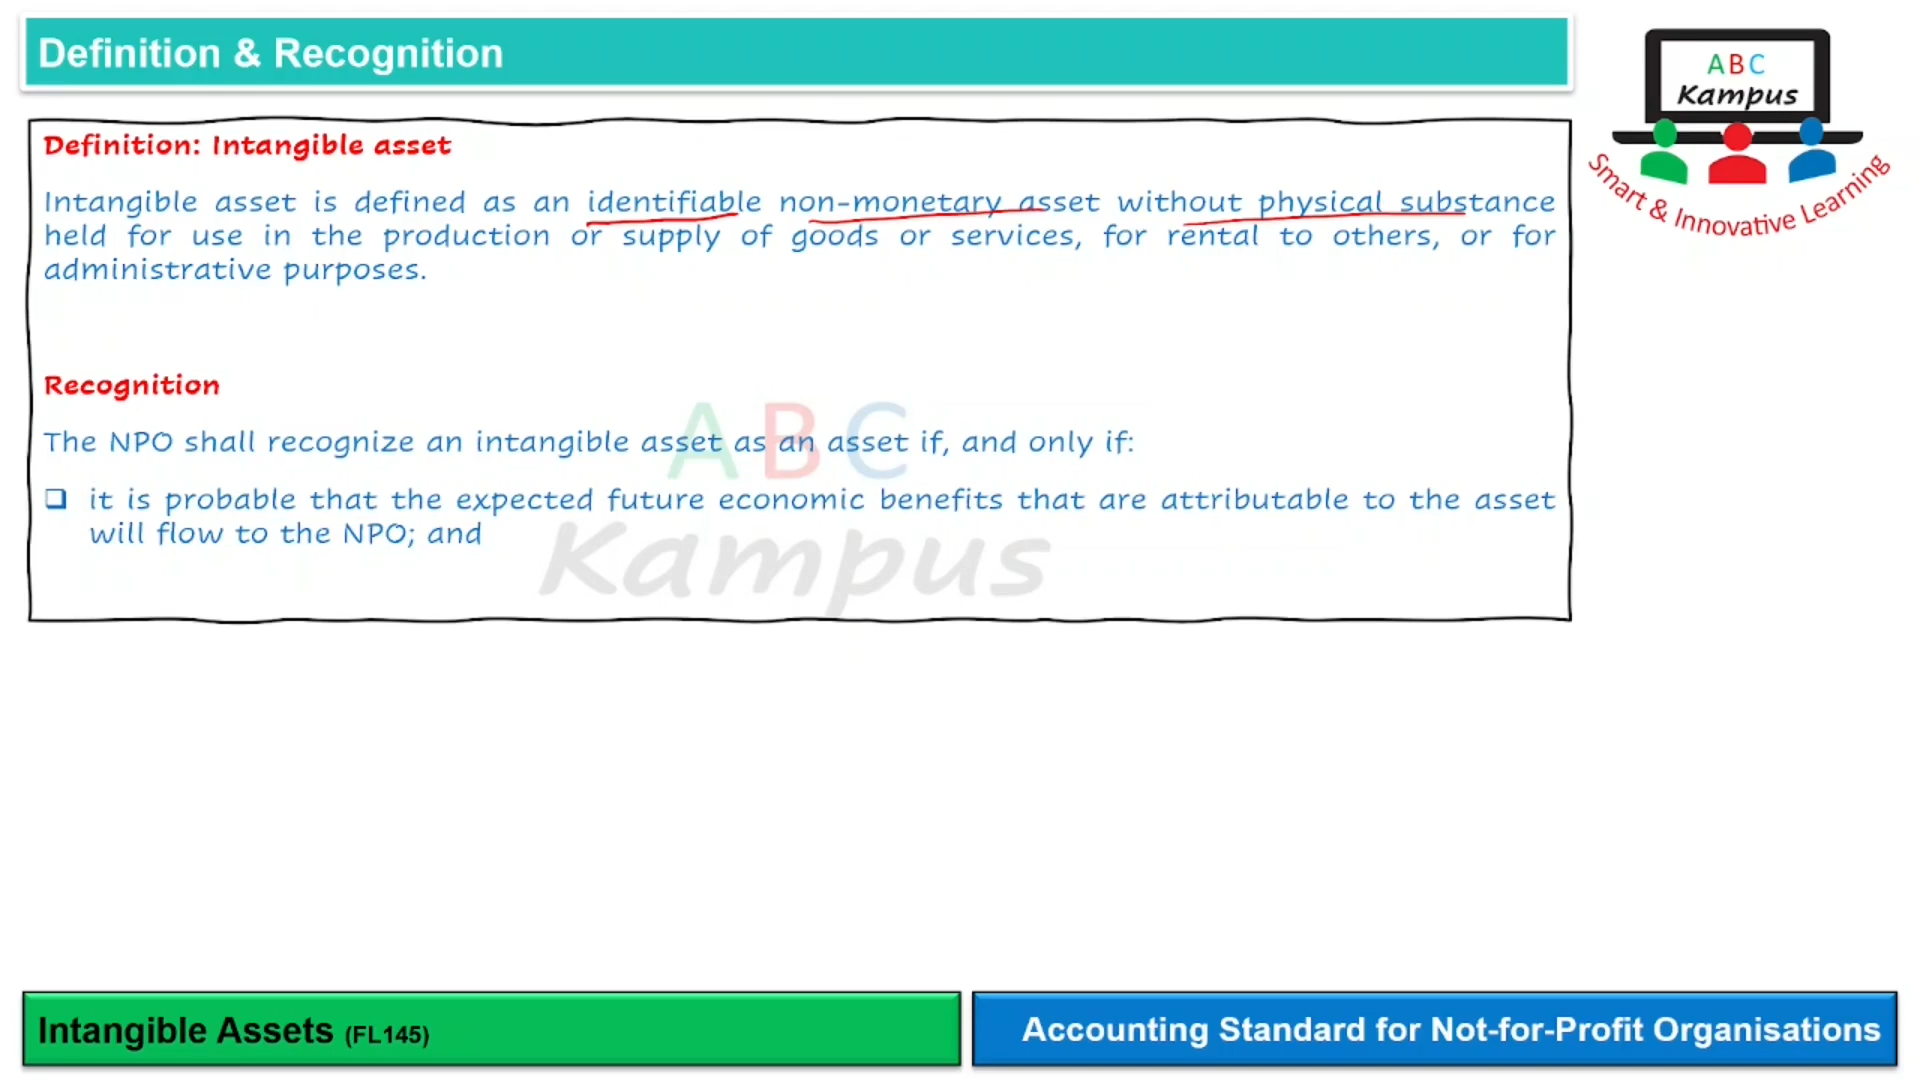 Definition & Recognition
ABC
Kampus
Smart & Innovative Learning
Definition: Intangible asset
Intangible asset is defined as an identifiable non-monetary asset without physical substance
held for use in the production or supply of goods or services, for rental to others, or for
administrative purposes.
Recognition
The NPO shall recognize an intangible asset as an asset if, and only if:
❑ it is probable that the expected future economic benefits that are attributable to the asset
will flow to the NPO; and
ABC
Kampus
Intangible Assets (FL145)
Accounting Standard for Not-for-Profit Organisations